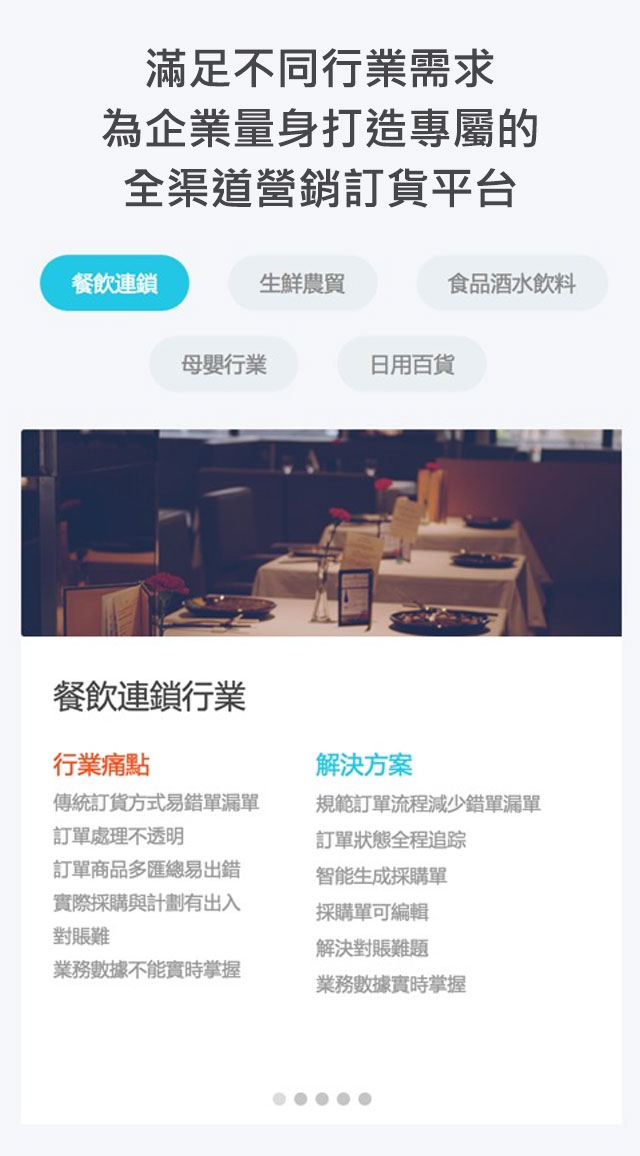 滿足不同行業需求
為企業量身打造專屬的
全渠道營銷訂貨平台
餐飲連鎖
生鮮農貿
食品酒水飲料
母嬰行業
日用百貨
餐飲連鎖行業
行業痛點
傳統訂貨方式易錯單漏單
訂單處理不透明
訂單商品多匯總易出錯
實際採購與計劃有出入
對賬難
業務數據不能實時掌握
解決方案
規範訂單流程減少錯單漏單
訂單狀態全程追踪
智能生成採購單
採購單可編輯
解決對賬難題
業務數據實時掌握